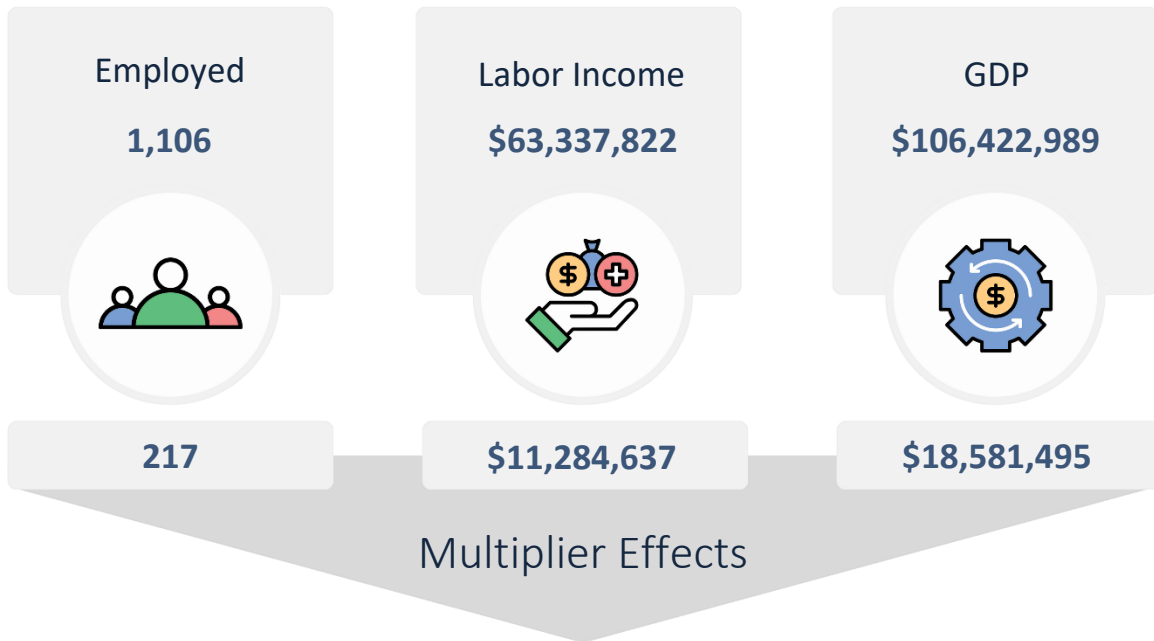 Employed
1,106
Labor Income
$63,337,822
GDP
$106,422,989
$
$
217
$11,284,637
$18,581,495
Multiplier Effects